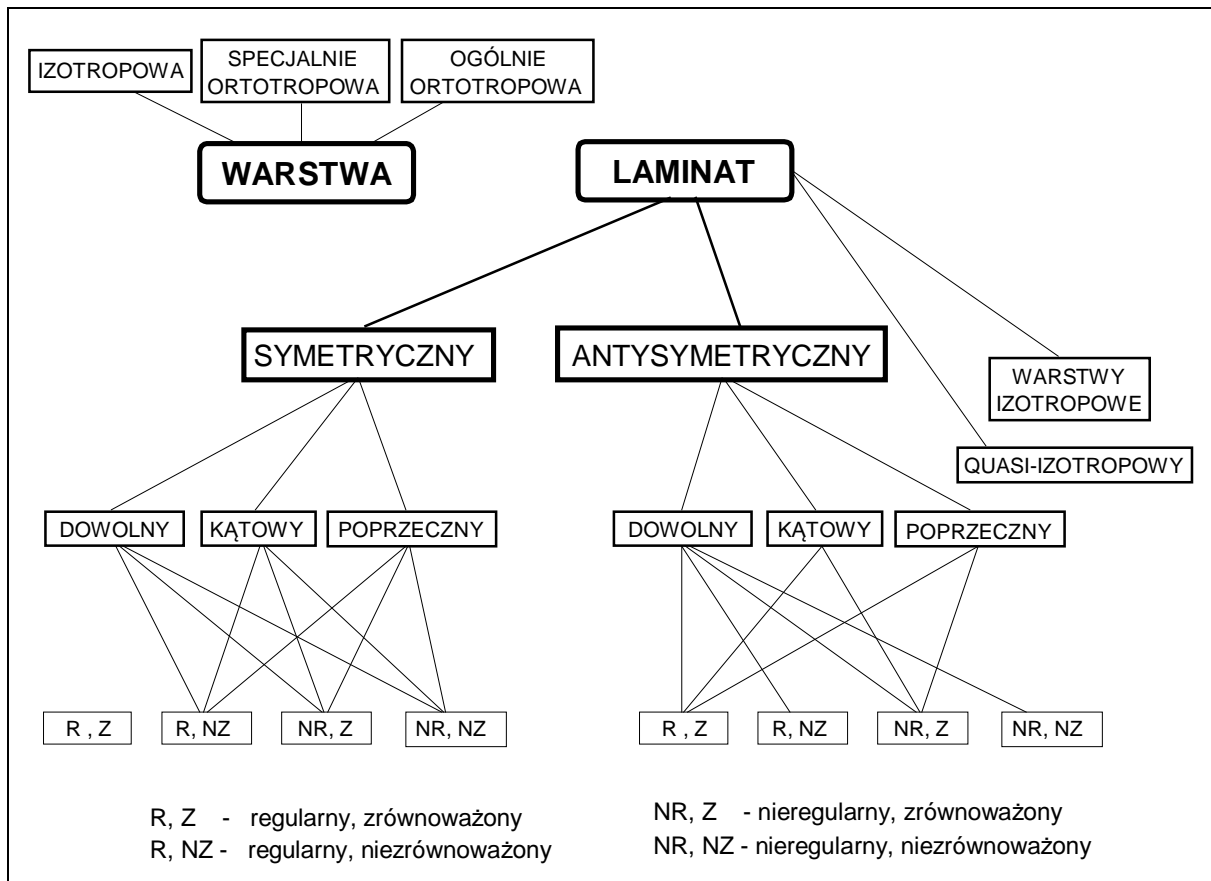 IZOTROPOWA
SPECJALNIE
ORTOTROPOWA
OGÓLNIE
ORTOTROPOWA
WARSTWA
LAMINAT
SYMETRYCZNY
ANTYSYMETRYCZNY
WARSTWY
IZOTROPOWE
QUASI-IZOTROPOWY
DOWOLNY
KĄTOWY
POPRZECZNY
DOWOLNY
KĄTOWY
POPRZECZNY
R , Z
R, NZ
NR, Z
NR, NZ
R , Z
R, NZ
NR, Z
NR, NZ
R, Z - regularny, zrównoważony
R, NZ - regularny, niezrównoważony
NR, Z - nieregularny, zrównoważony
NR, NZ - nieregularny, niezrównoważony